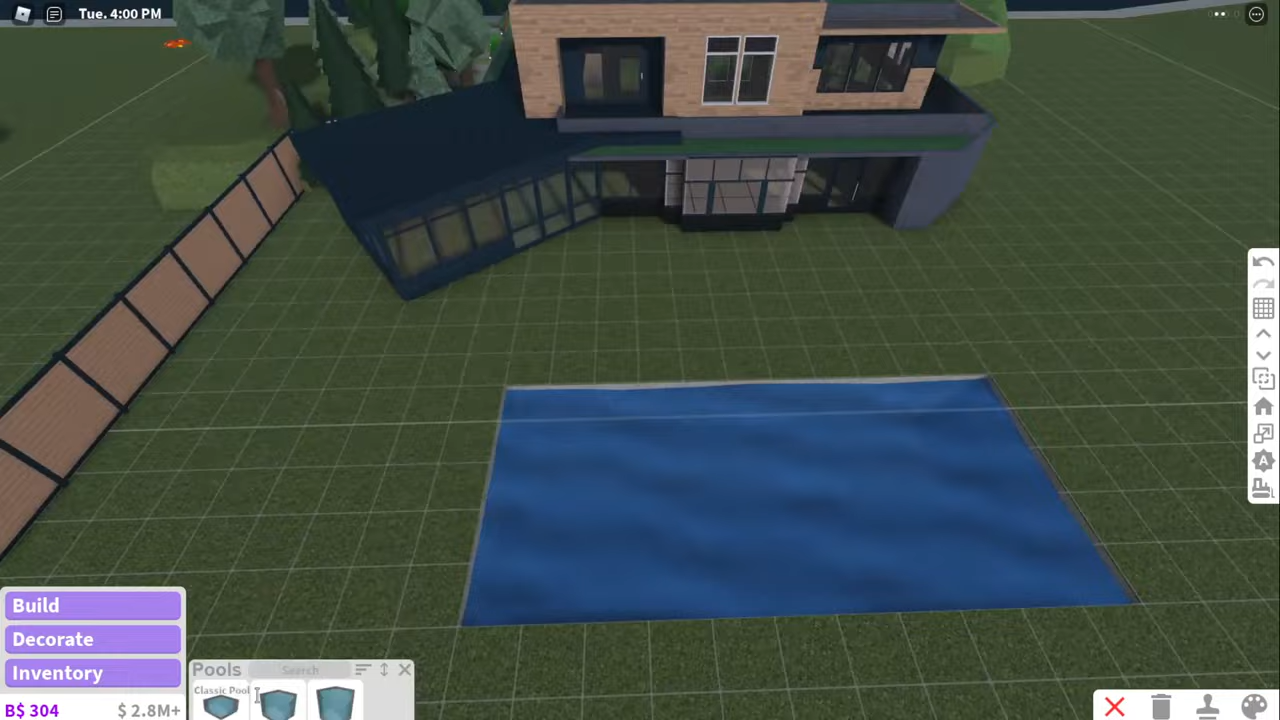 Tue. 4:00 PM
Build
Decorate
Inventory
B$ 304
$ 2.8M+
Pools
Search
Classic Pool
A